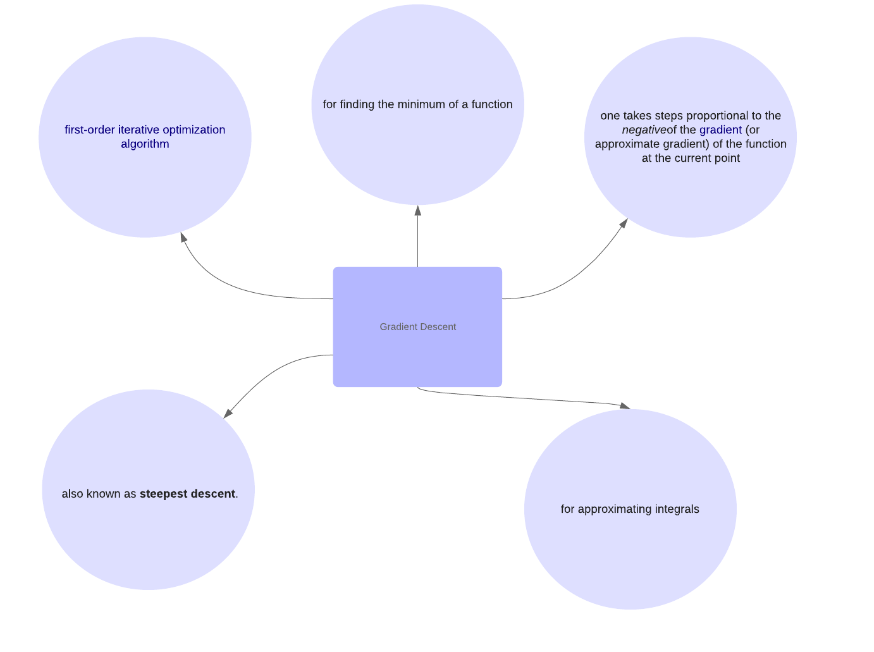 for finding the minimum of a function
first-order iterative optimization
algorithm
one takes steps proportional to the
negativeof the gradient (or
approximate gradient) of the function
at the current point
Gradient Descent
also known as steepest descent.
for approximating integrals